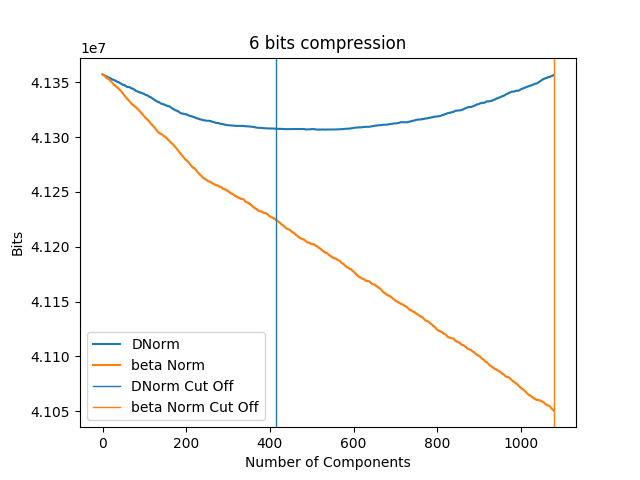 6 bits compression
1e7
4.135
4.130
4.125
4.120
4.115
4.110
4.105
Bits
DNorm
beta Norm
DNorm Cut Off
beta Norm Cut Off
0 200 400 600 800 1000
Number of Components